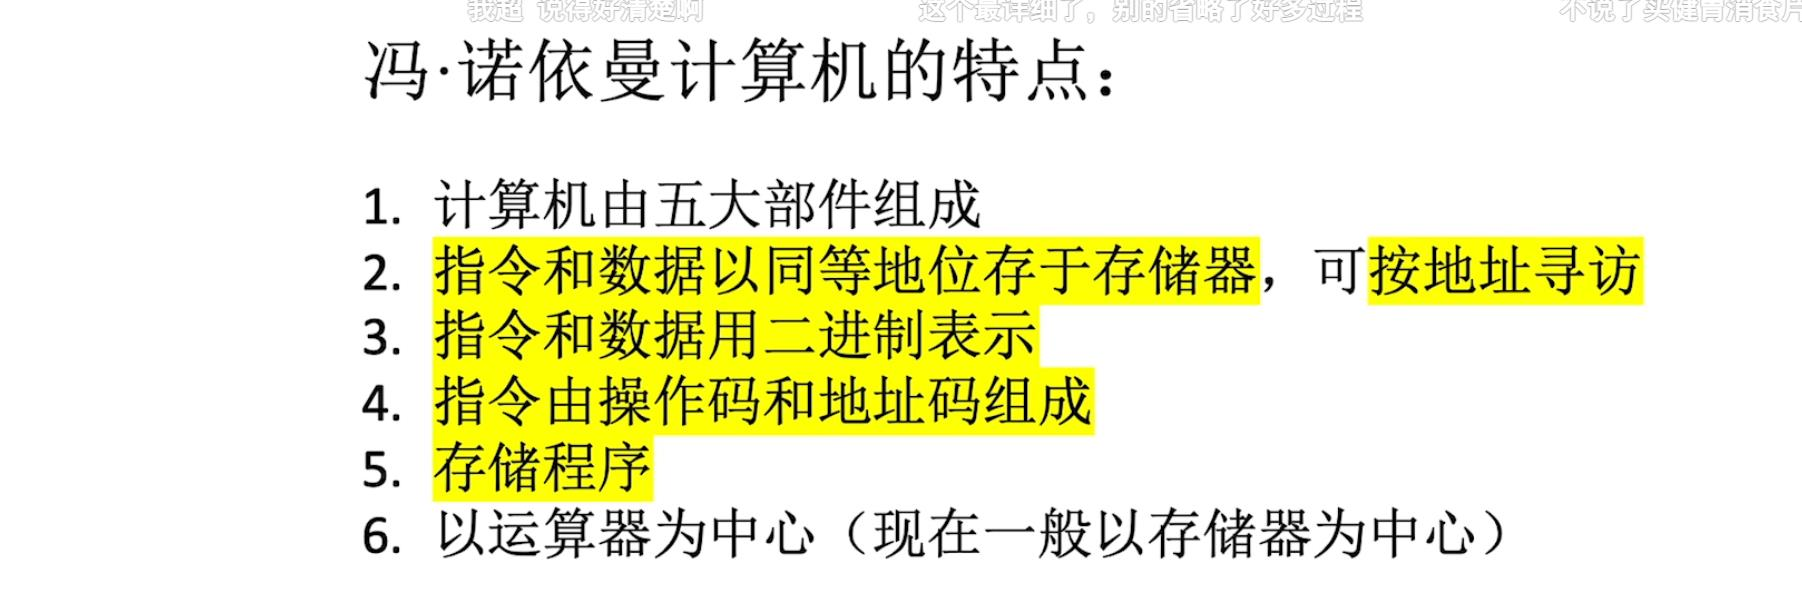 我超 说得好清楚啊 这个最详细了，别的省略了好多过程 不说了买健胃消食片
冯·诺依曼计算机的特点：
1. 计算机由五大部件组成
2. 指令和数据以同等地位存于存储器，可按地址寻访
3. 指令和数据用二进制表示
4. 指令由操作码和地址码组成
5. 存储程序
6. 以运算器为中心（现在一般以存储器为中心）